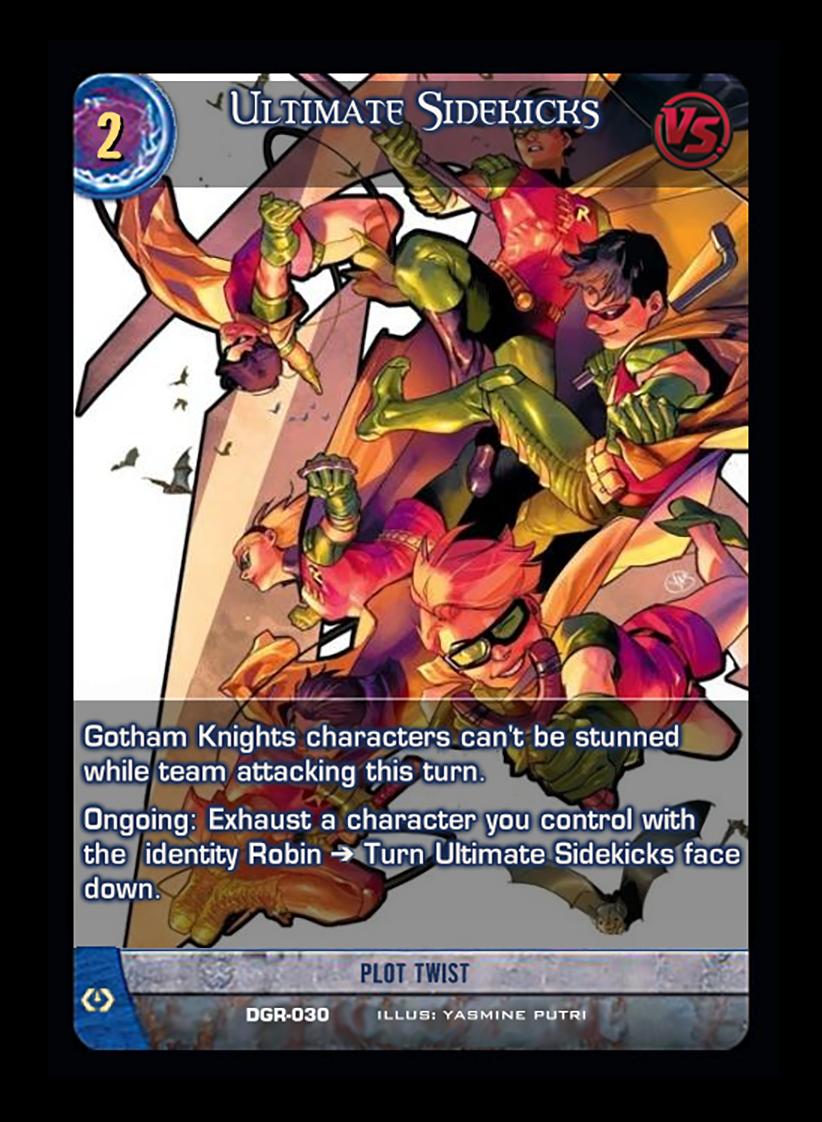 2
Ultimate Sidekicks
VS.
R
Gotham Knights characters can't be stunned
while team attacking this turn.
Ongoing: Exhaust a character you control with
the identity Robin ➔ Turn Ultimate Sidekicks face
down.
PLOT TWIST
DGR-030 ILLUS: YASMINE PUTRI